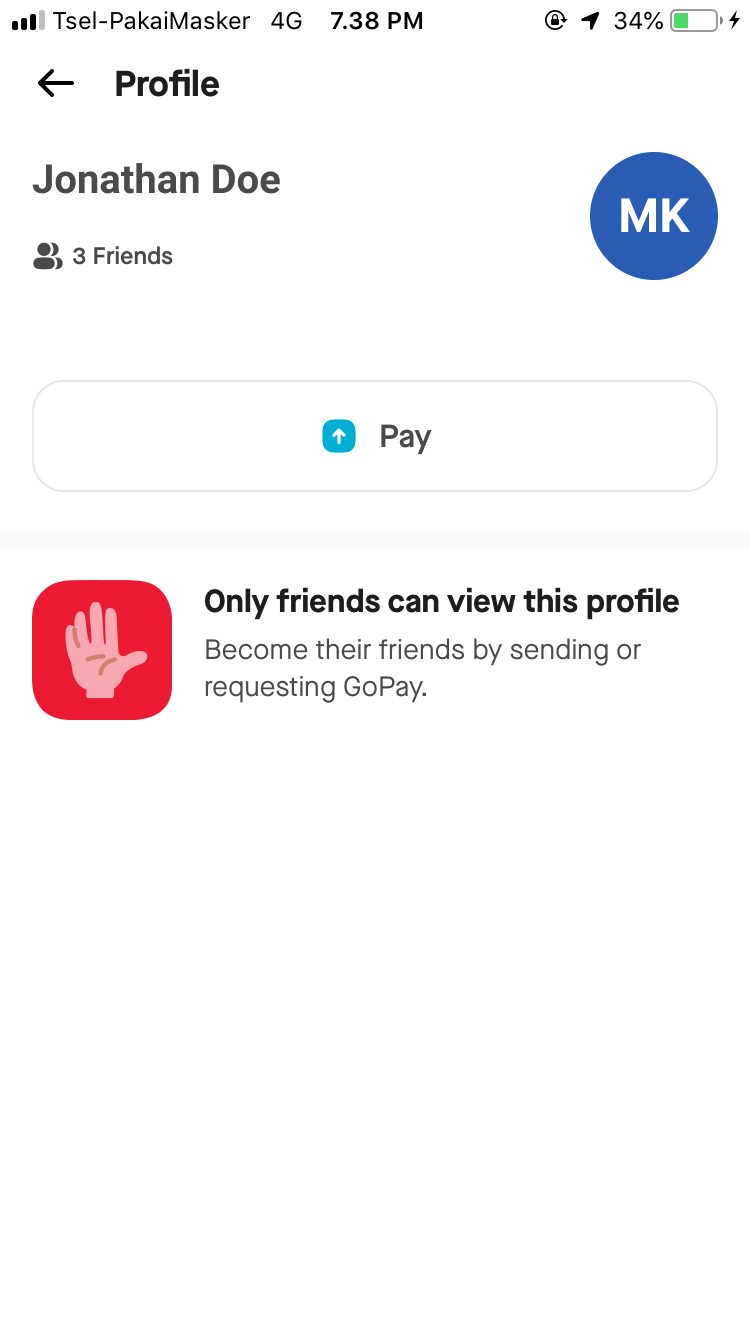 Tsel-PakaiMasker 4G 7.38 PM 34%
Profile
Jonathan Doe
MK
3 Friends
Pay
Only friends can view this profile
Become their friends by sending or
requesting GoPay.